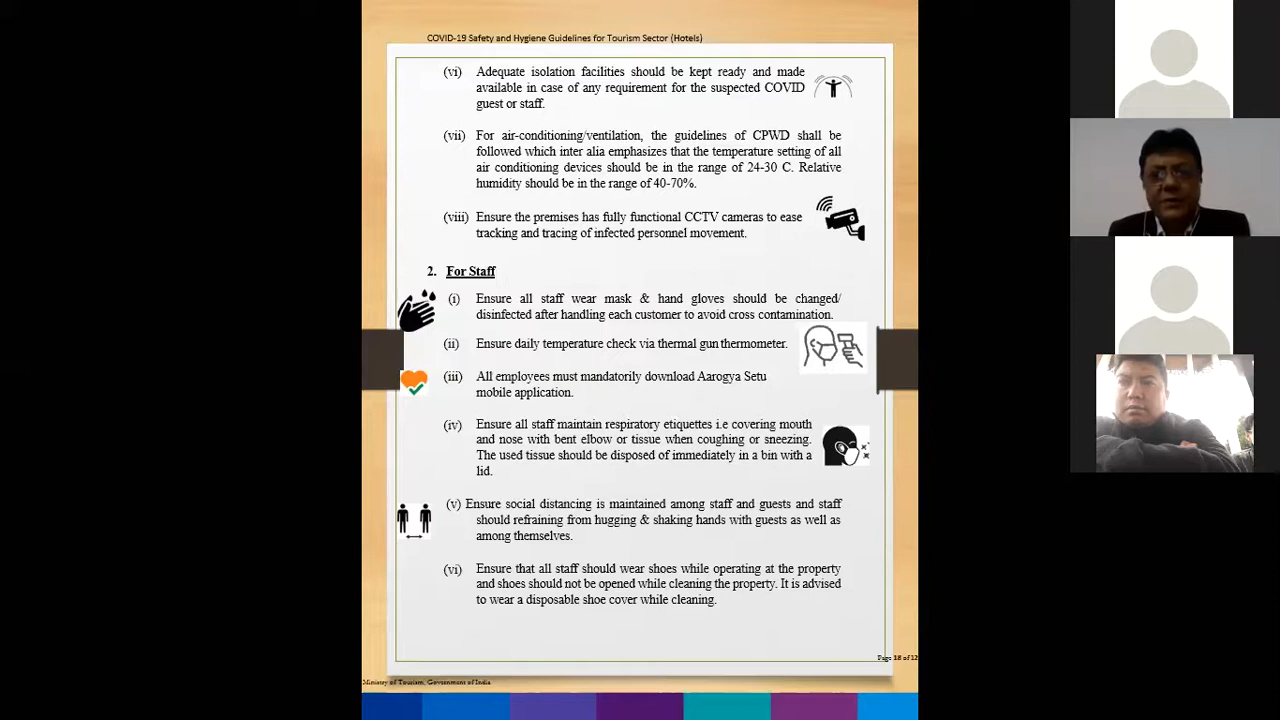 COVID-19 Safety and Hygiene Guidelines for Tourism Sector (Hotels)
(vi) Adequate isolation facilities should be kept ready and made
available in case of any requirement for the suspected COVID
guest or staff.
(vii) For air-conditioning/ventilation, the guidelines of CPWD shall be
followed which inter alia emphasizes that the temperature setting of all
air conditioning devices should be in the range of 24-30 C. Relative
humidity should be in the range of 40-70%.
(viii) Ensure the premises has fully functional CCTV cameras to ease
tracking and tracing of infected personnel movement.
2. For Staff
(i) Ensure all staff wear mask & hand gloves should be changed/
disinfected after handling each customer to avoid cross contamination.
(ii) Ensure daily temperature check via thermal gun thermometer.
(iii) All employees must mandatorily download Aarogya Setu
mobile application.
(iv) Ensure all staff maintain respiratory etiquettes i.e covering mouth
and nose with bent elbow or tissue when coughing or sneezing.
The used tissue should be disposed of immediately in a bin with a
lid.
(v) Ensure social distancing is maintained among staff and guests and staff
should refraining from hugging & shaking hands with guests as well as
among themselves.
(vi) Ensure that all staff should wear shoes while operating at the property
and shoes should not be opened while cleaning the property. It is advised
to wear a disposable shoe cover while cleaning.
Page 18 of 12
Ministry of Tourism, Government of India